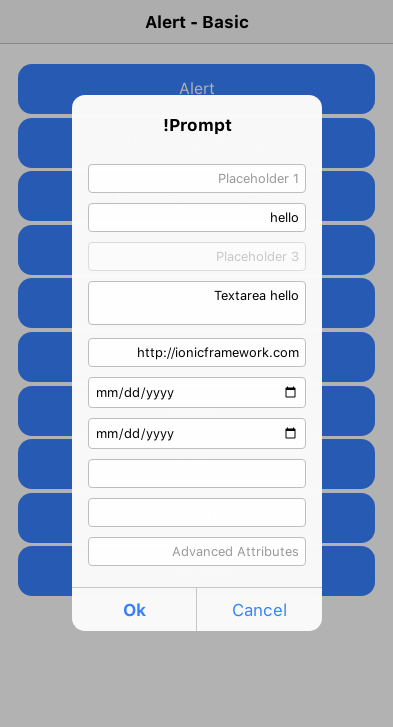 Alert - Basic
Alert
!Prompt
Placeholder 1
hello
Placeholder 3
Textarea hello
http://ionicframework.com
mm/dd/yyyy
mm/dd/yyyy
Advanced Attributes
Ok
Cancel